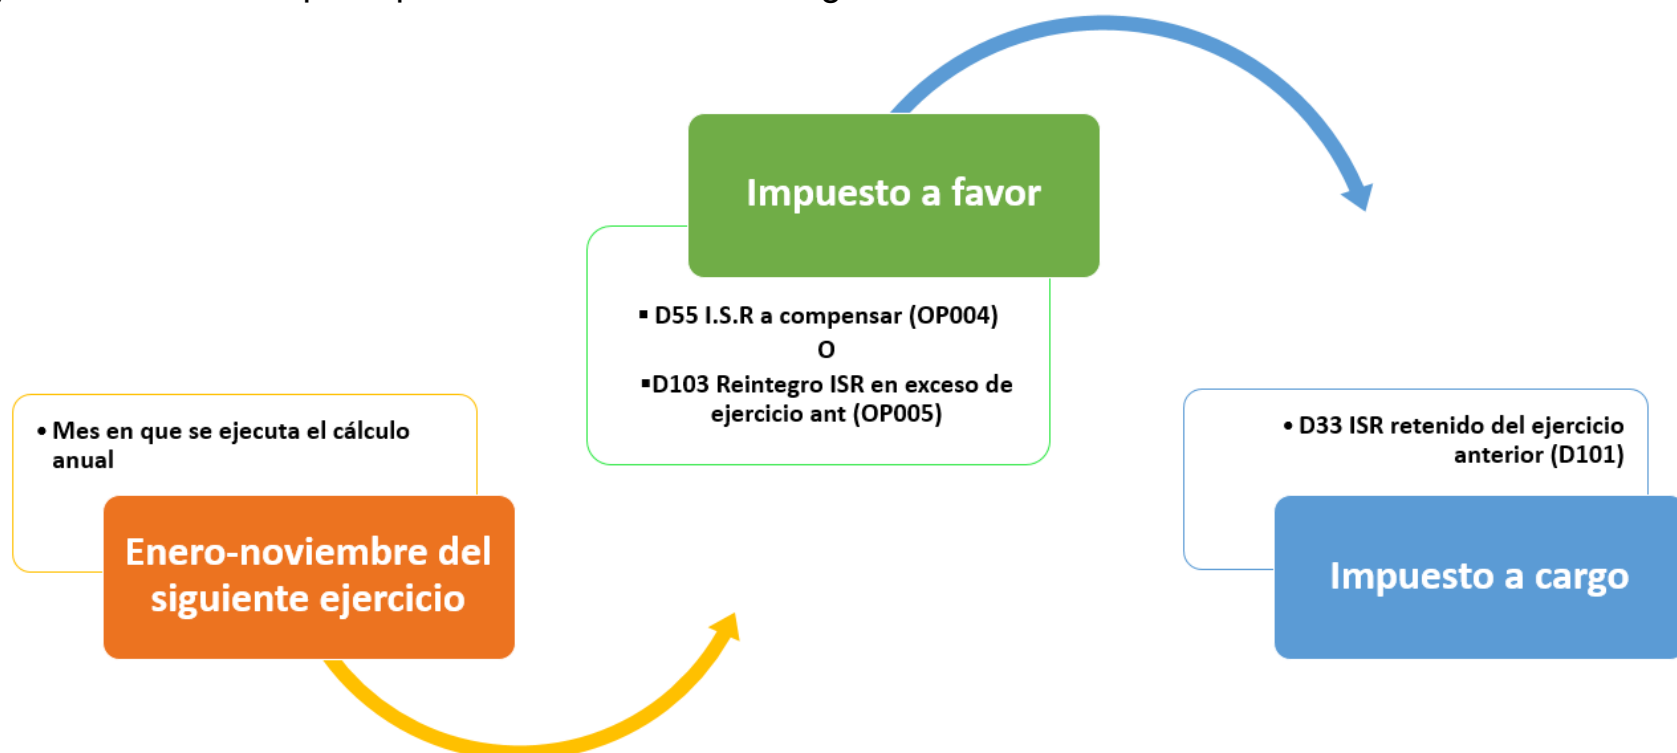 • Mes en que se ejecuta el cálculo
anual
Enero-noviembre del
siguiente ejercicio
Impuesto a favor
▪ D55 I.S.R a compensar (OP004)
O
▪D103 Reintegro ISR en exceso de
ejercicio ant (OP005)
• D33 ISR retenido del ejercicio
anterior (D101)
Impuesto a cargo